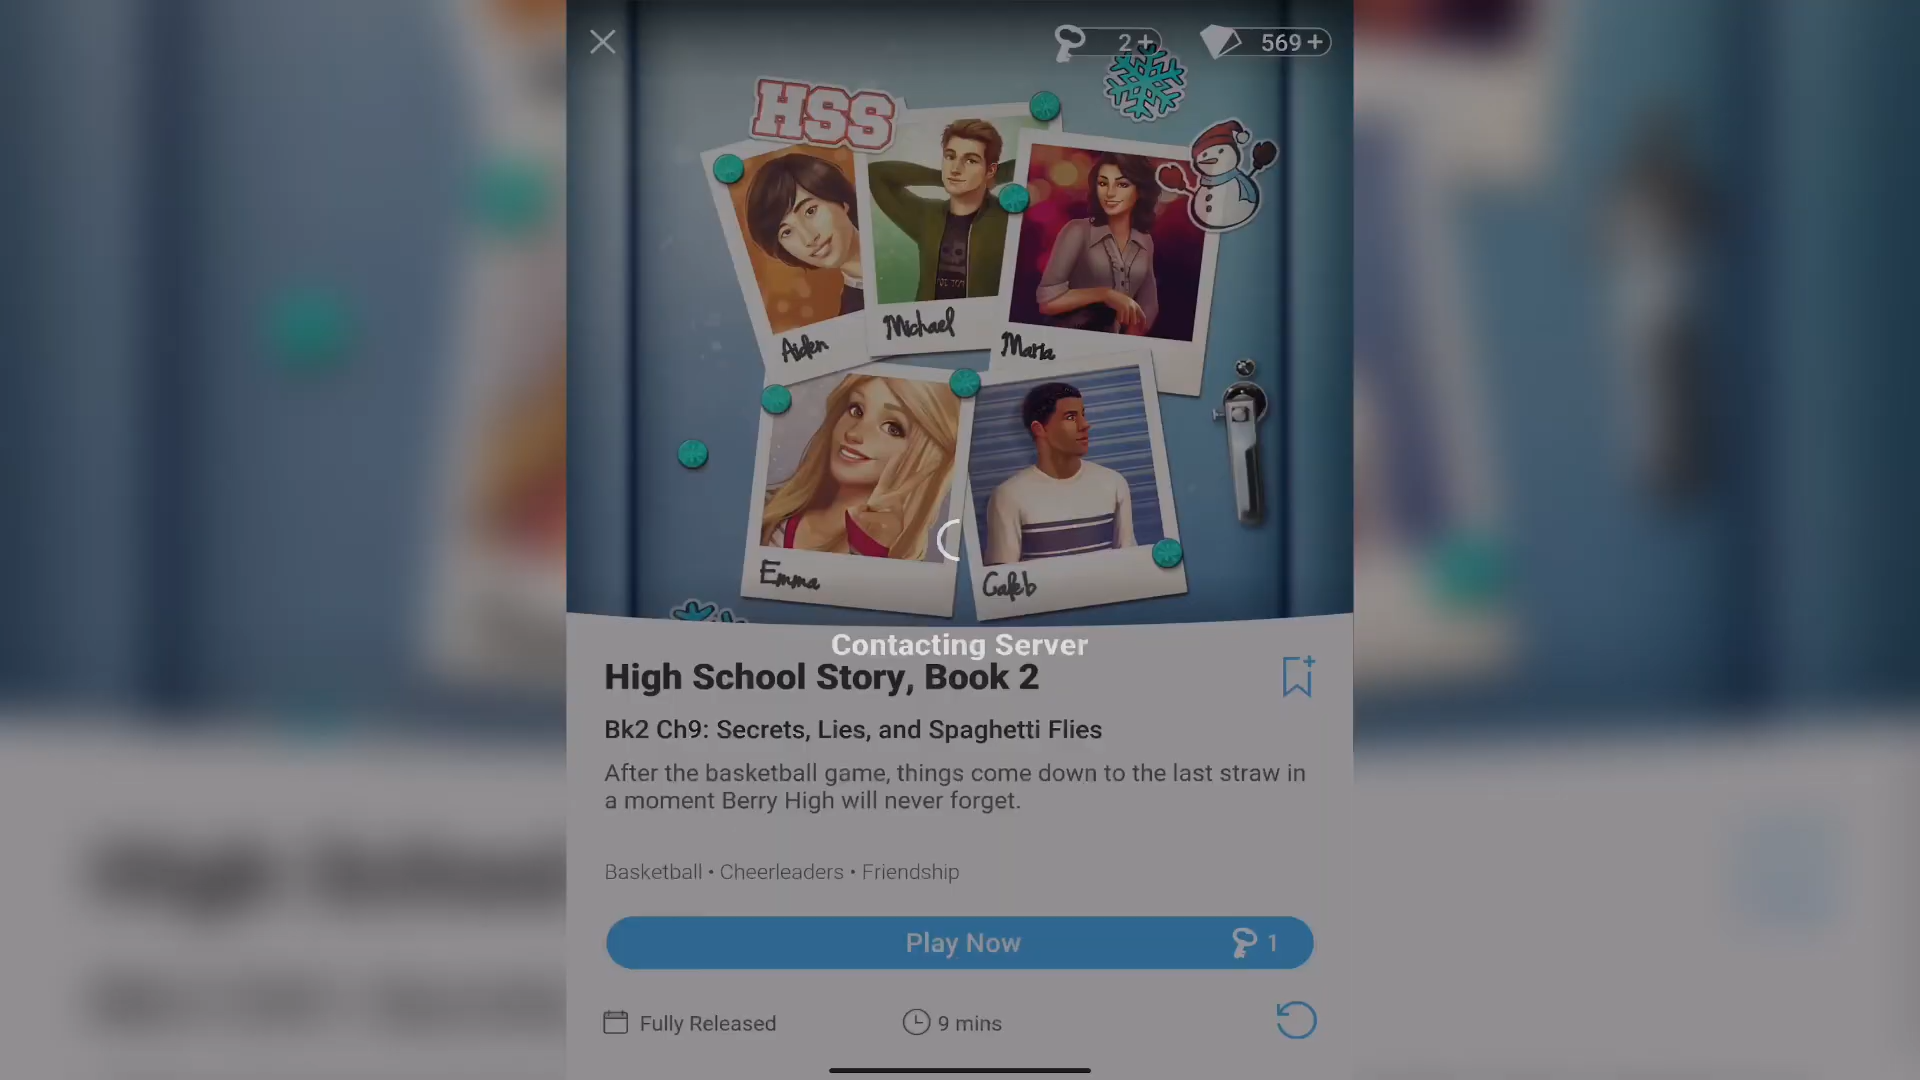 2+
569+
HSS
Aiden
Michael
Maria
Emma
Caleb
Contacting Server
High School Story, Book 2
Bk2 Ch9: Secrets, Lies, and Spaghetti Flies
After the basketball game, things come down to the last straw in
a moment Berry High will never forget.
Basketball • Cheerleaders • Friendship
Play Now 1
Fully Released 9 mins